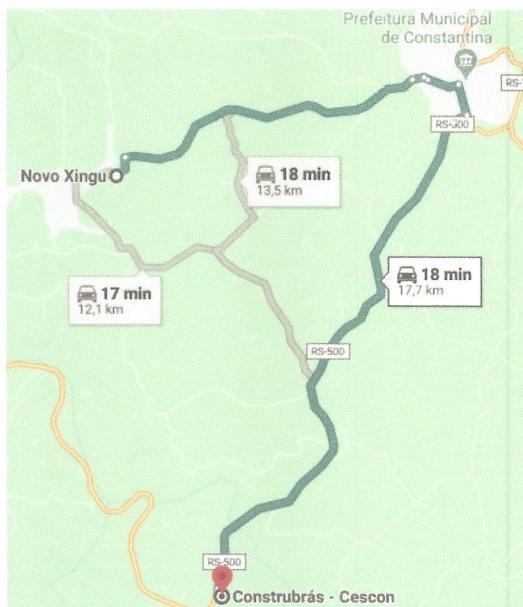 Prefeitura Municipal
de Constantina
RS-500
Novo Xingu
18 min
13,5 km
17 min
12,1 km
18 min
17,7 km
RS-500
RS-500
Construbrás - Cescon